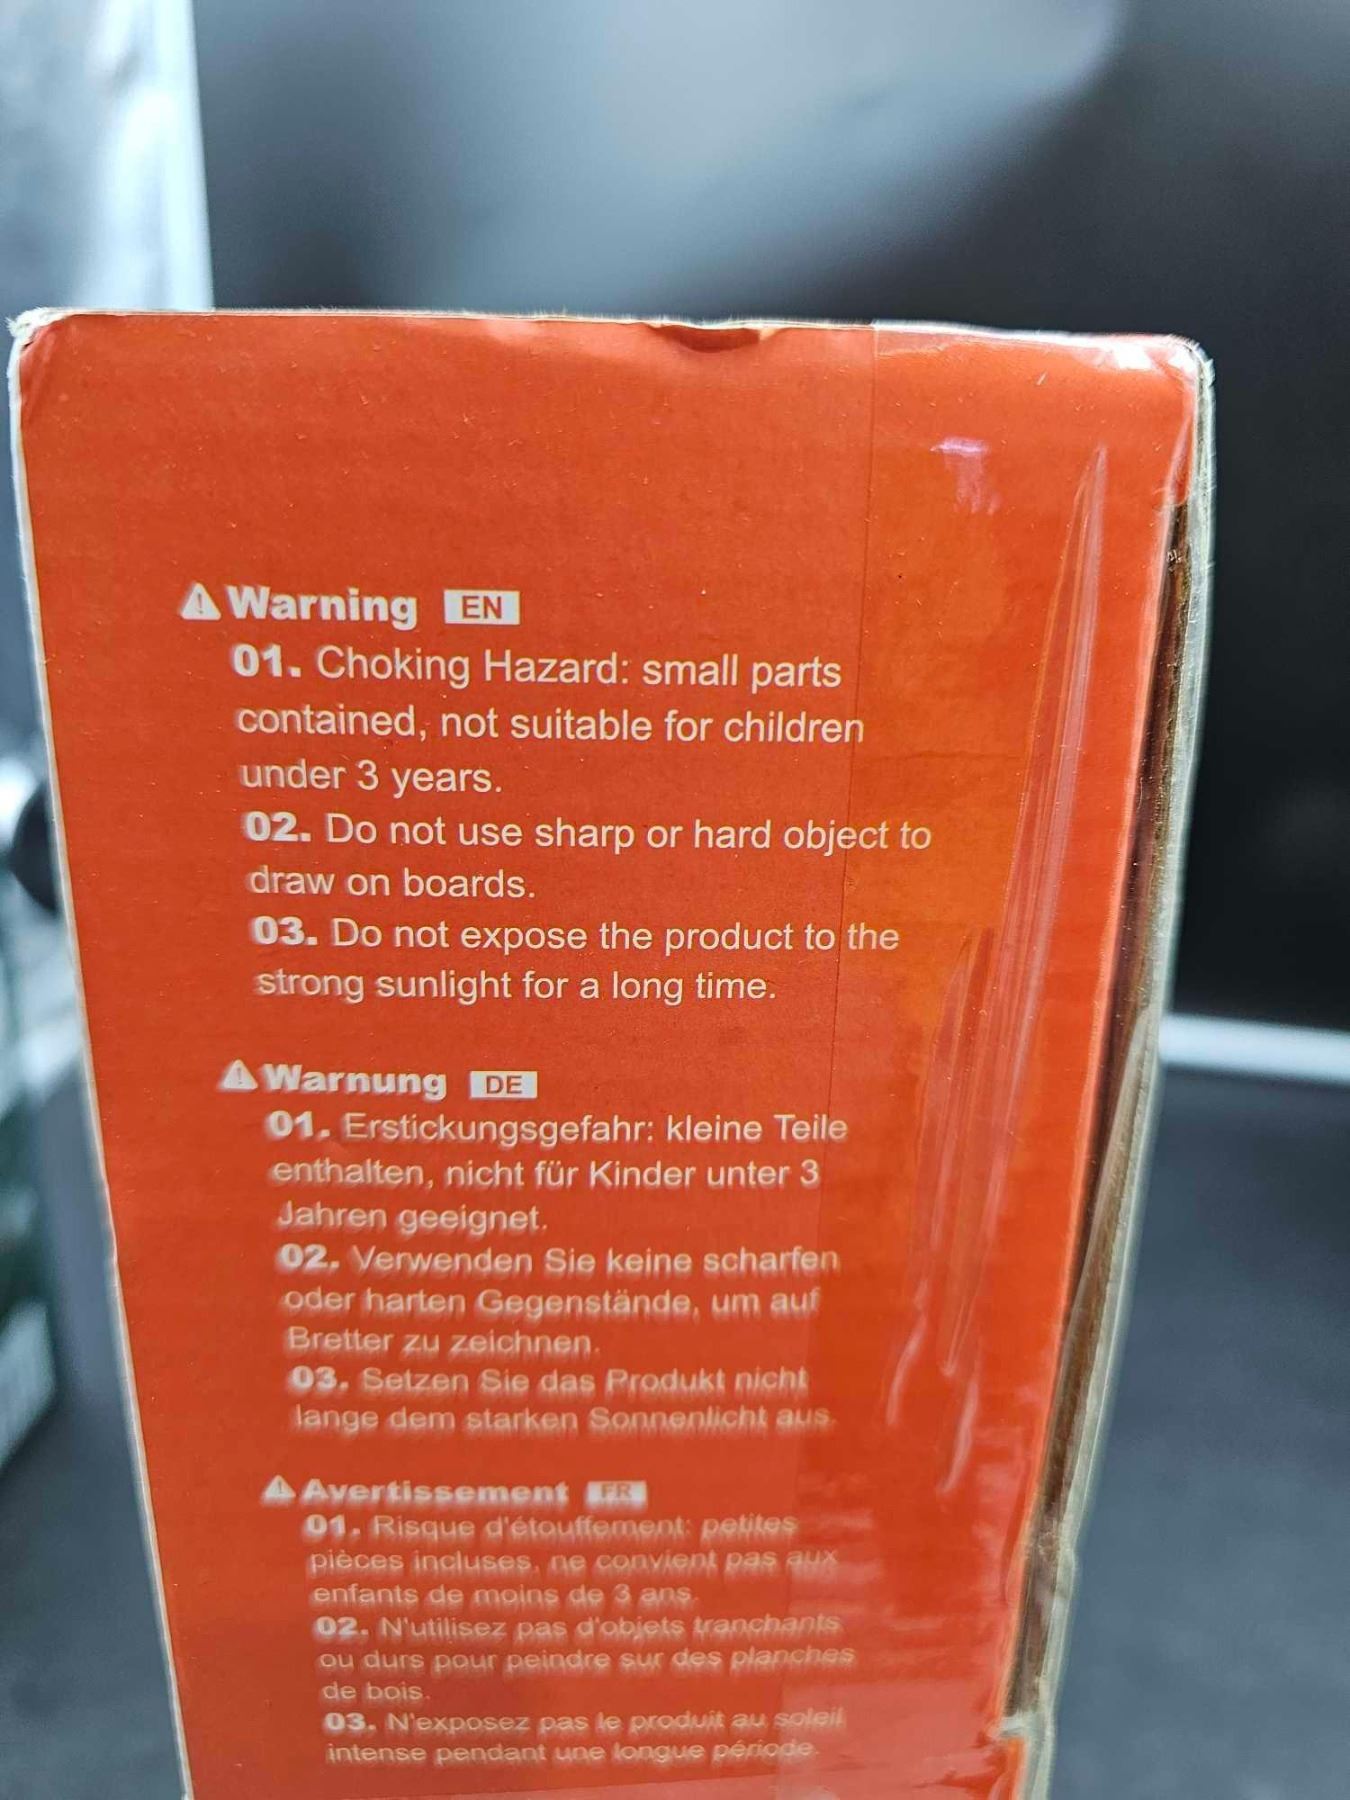 ⚠ Warning EN
01. Choking Hazard: small parts
contained, not suitable for children
under 3 years.
02. Do not use sharp or hard object to
draw on boards.
03. Do not expose the product to the
strong sunlight for a long time.
⚠ Warnung DE
01. Erstickungsgefahr: kleine Teile
enthalten, nicht für Kinder unter 3
Jahren geeignet.
02. Verwenden Sie keine scharfen
oder harten Gegenstände, um auf
Bretter zu zeichnen.
03. Setzen Sie das Produkt nicht
lange dem starken Sonnenlicht aus.
⚠ Avertissement FR
01. Risque d'étouffement: petites
pièces incluses, ne convient pas aux
enfants de moins de 3 ans.
02. N'utilisez pas d'objets tranchants
ou durs pour peindre sur des planches
de bois.
03. N'exposez pas le produit au soleil
intense pendant une longue période.